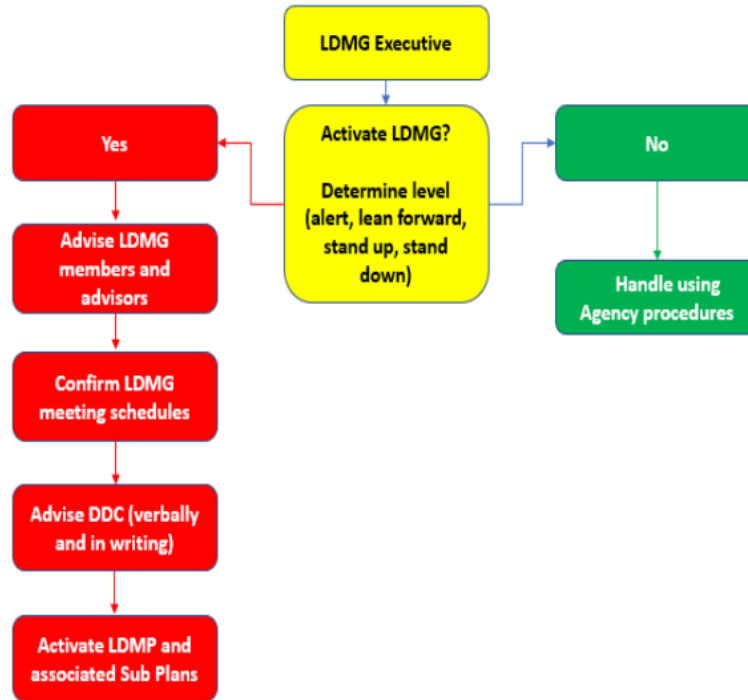 LDMG Executive
Activate LDMG?
Determine level
(alert, lean forward,
stand up, stand
down)
Yes
No
Advise LDMG
members and
advisors
Handle using
Agency procedures
Confirm LDMG
meeting schedules
Advise DDC (verbally
and in writing)
Activate LDMP and
associated Sub Plans